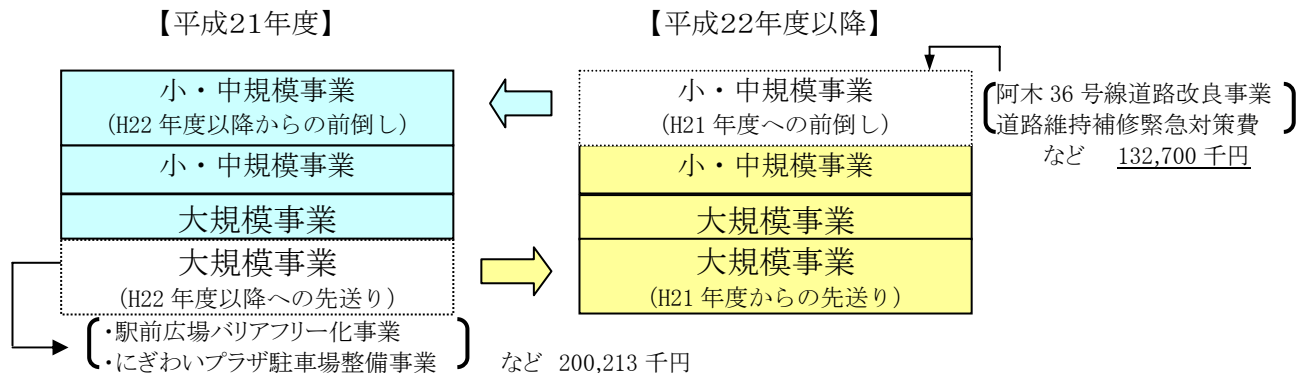 【平成21年度】
【平成22年度以降】
小・中規模事業
(H22 年度以降からの前倒し)
小・中規模事業
大規模事業
大規模事業
(H22 年度以降への先送り)
・駅前広場バリアフリー化事業
・にぎわいプラザ駐車場整備事業
など 200,213 千円
小・中規模事業
(H21 年度への前倒し)
小・中規模事業
大規模事業
大規模事業
(H21 年度からの先送り)
阿木 36 号線道路改良事業
道路維持補修緊急対策費
など 132,700 千円